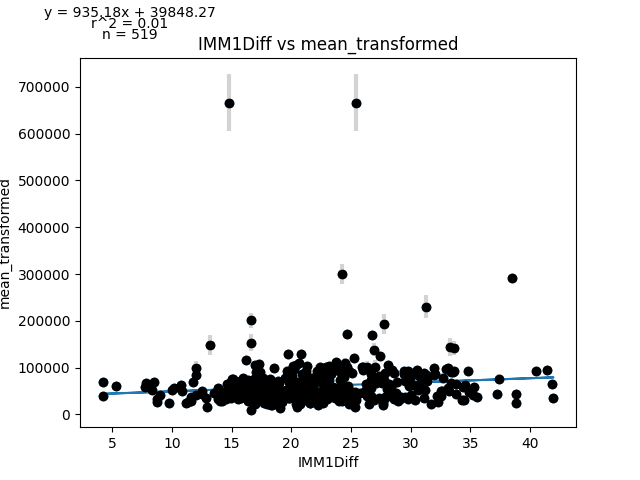 y = 935.18x + 39848.27
r^2 = 0.01
n = 519
IMM1Diff vs mean_transformed
700000
600000
500000
400000
300000
200000
100000
0
mean_transformed
5 10 15 20 25 30 35 40
IMM1Diff